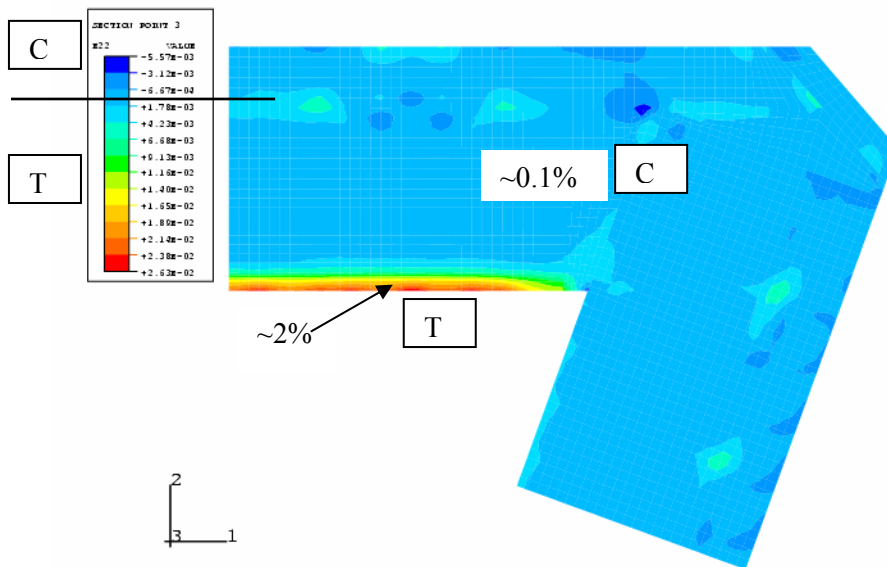 C
T
SECTION POINT 3
E22 VALUE
-5.57E-03
-3.12E-03
-6.67E-04
+1.78E-03
+4.23E-03
+6.68E-03
+9.13E-03
+1.16E-02
+1.40E-02
+1.65E-02
+1.89E-02
+2.14E-02
+2.38E-02
+2.63E-02
~0.1%
C
~2%
T
2
3
1